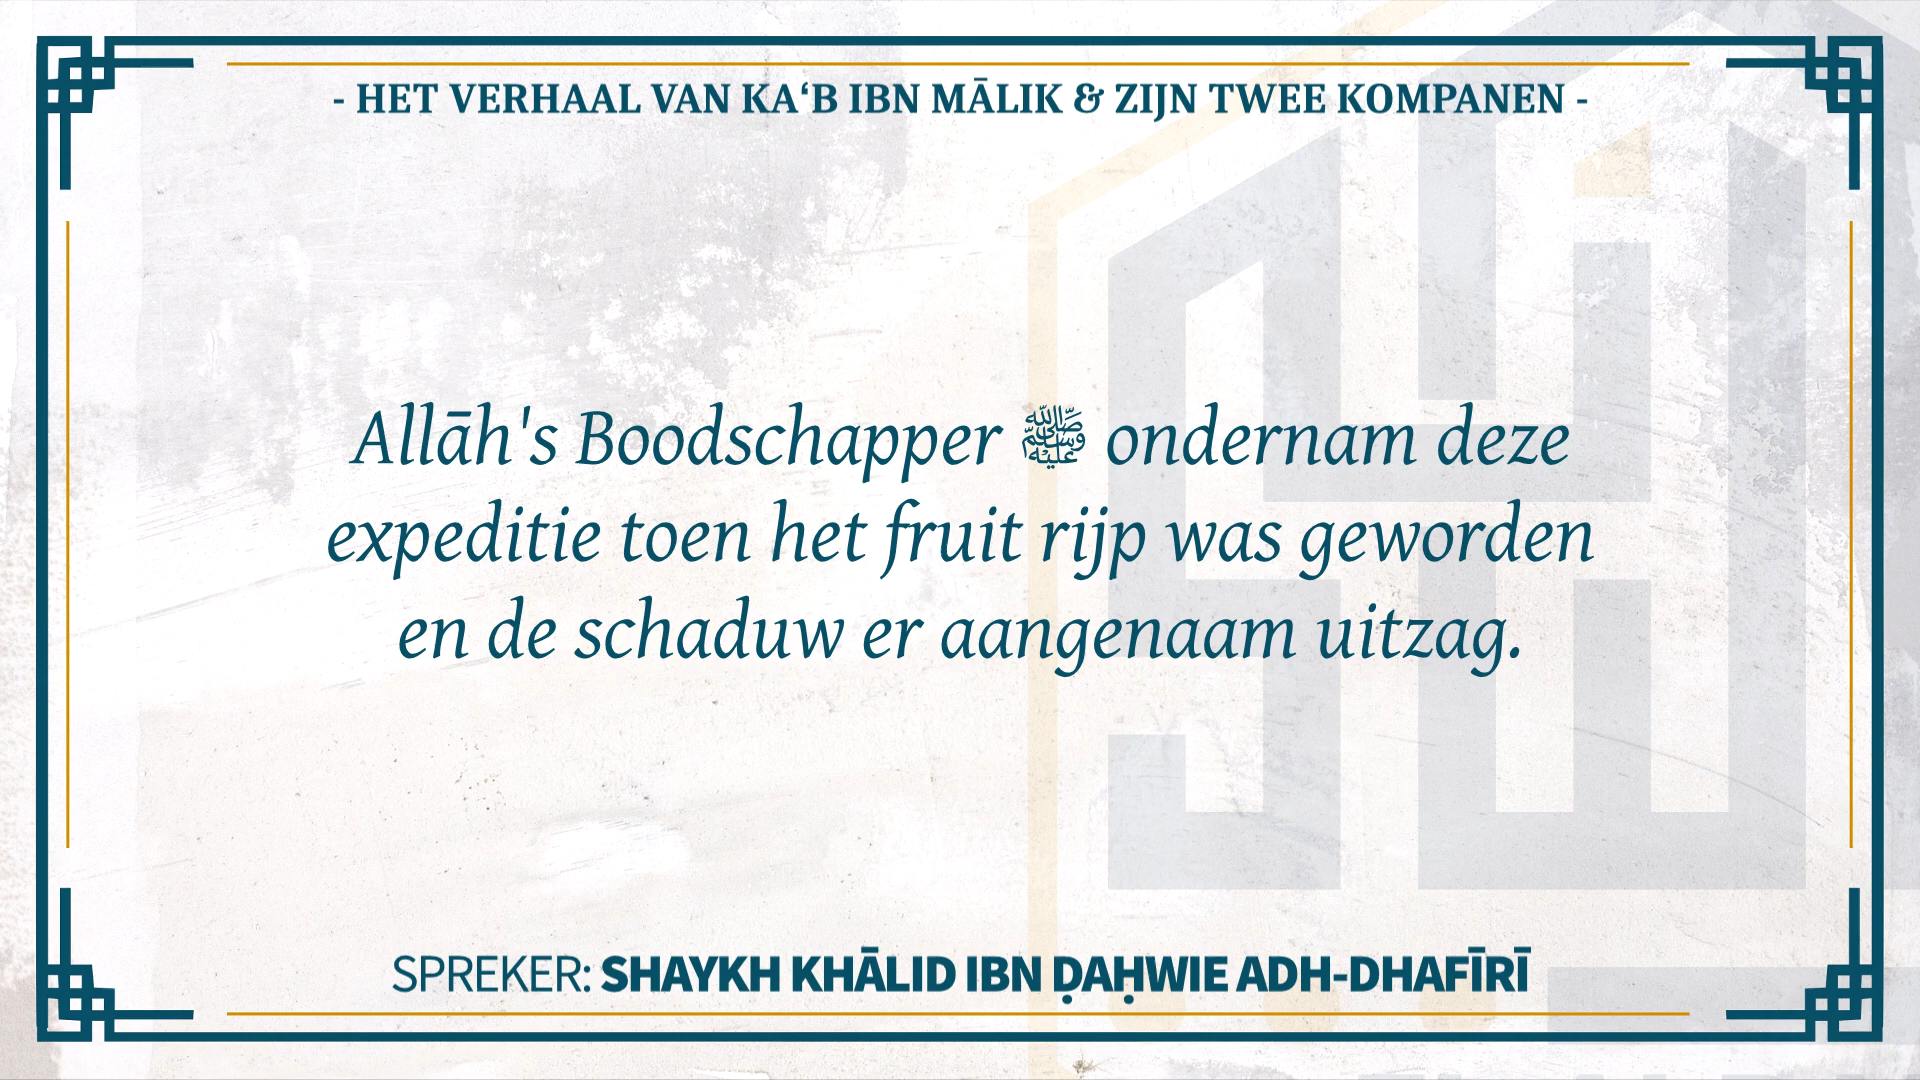 - HET VERHAAL VAN KAʻB IBN MĀLIK & ZIJN TWEE KOMPANEN -
Allāh's Boodschapper ﷺ ondernam deze
expeditie toen het fruit rijp was geworden
en de schaduw er aangenaam uitzag.
SPREKER: SHAYKH KHĀLID IBN ḌAḤWIE ADH-DHAFĪRĪ